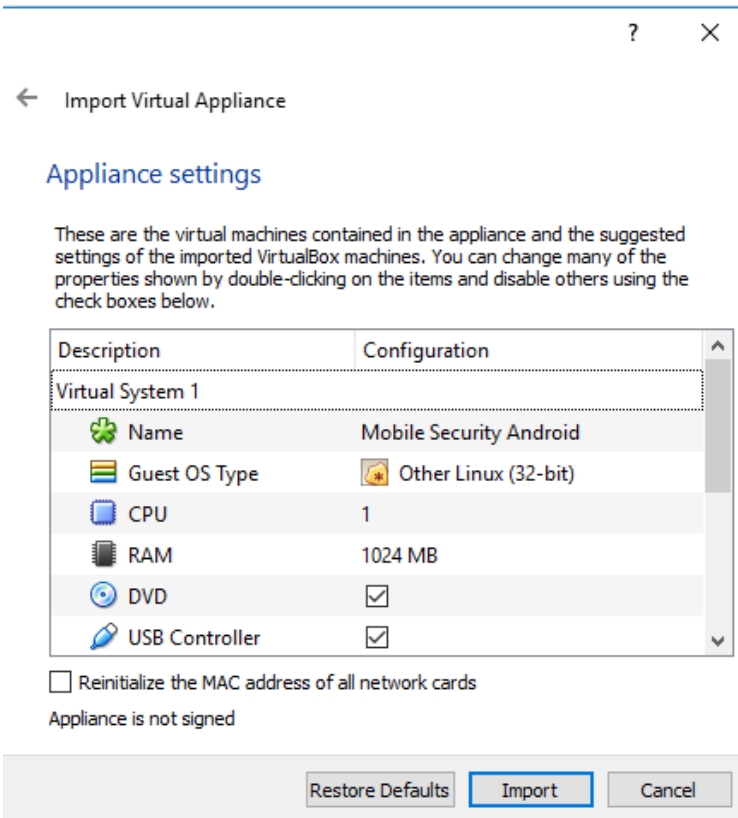 ?
Import Virtual Appliance
Appliance settings
These are the virtual machines contained in the appliance and the suggested
settings of the imported VirtualBox machines. You can change many of the
properties shown by double-clicking on the items and disable others using the
check boxes below.
Description Configuration
Virtual System 1
Name Mobile Security Android
Guest OS Type Other Linux (32-bit)
CPU 1
RAM 1024 MB
DVD
USB Controller
Reinitialize the MAC address of all network cards
Appliance is not signed
Restore Defaults Import Cancel